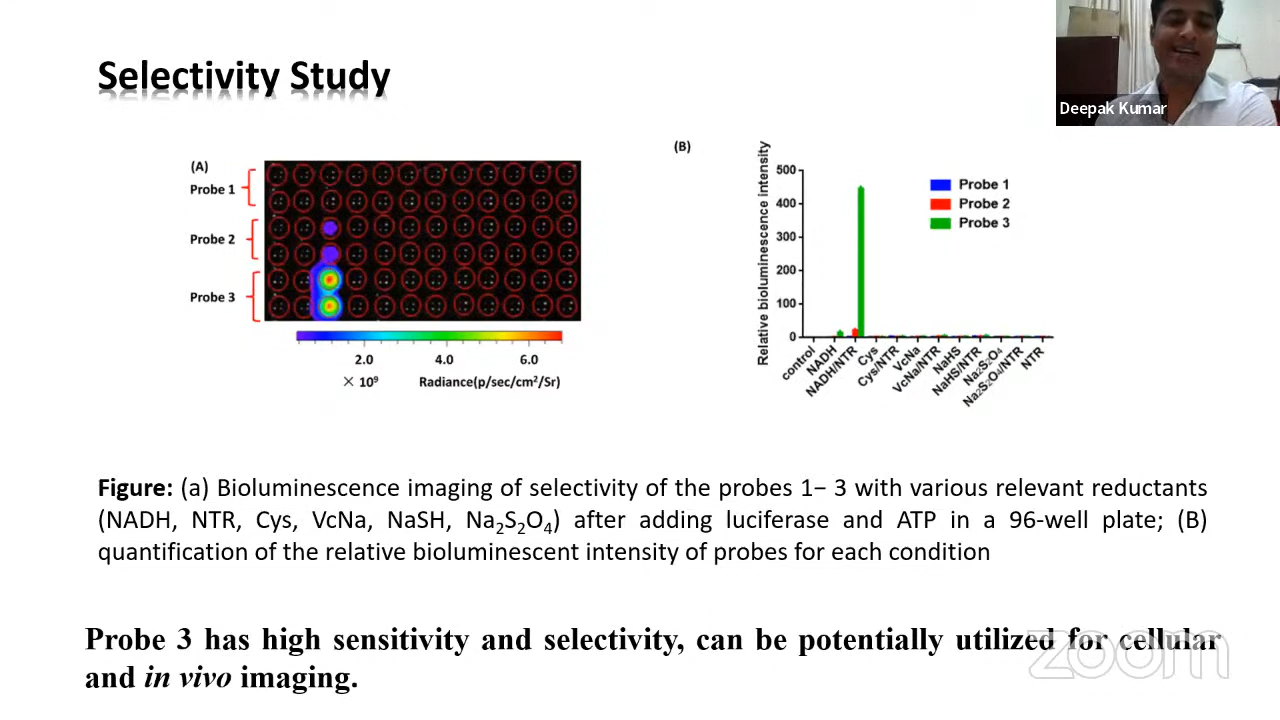 Selectivity Study
Deepak Kumar
(A)
Probe 1
Probe 2
Probe 3
2.0
4.0
6.0
× 10⁹
Radiance(p/sec/cm²/Sr)
(B)
Relative bioluminescence intensity
500
400
300
200
100
0
Probe 1
Probe 2
Probe 3
control
NADH
NADH/NTR
Cys
Cys/NTR
VcNa
VcNa/NTR
NaHS
NaHS/NTR
Na₂S₂O₄
Na₂S₂O₄/NTR
NTR
Figure: (a) Bioluminescence imaging of selectivity of the probes 1− 3 with various relevant reductants
(NADH, NTR, Cys, VcNa, NaSH, Na₂S₂O₄) after adding luciferase and ATP in a 96-well plate; (B)
quantification of the relative bioluminescent intensity of probes for each condition
Probe 3 has high sensitivity and selectivity, can be potentially utilized for cellular
and in vivo imaging.
zoom